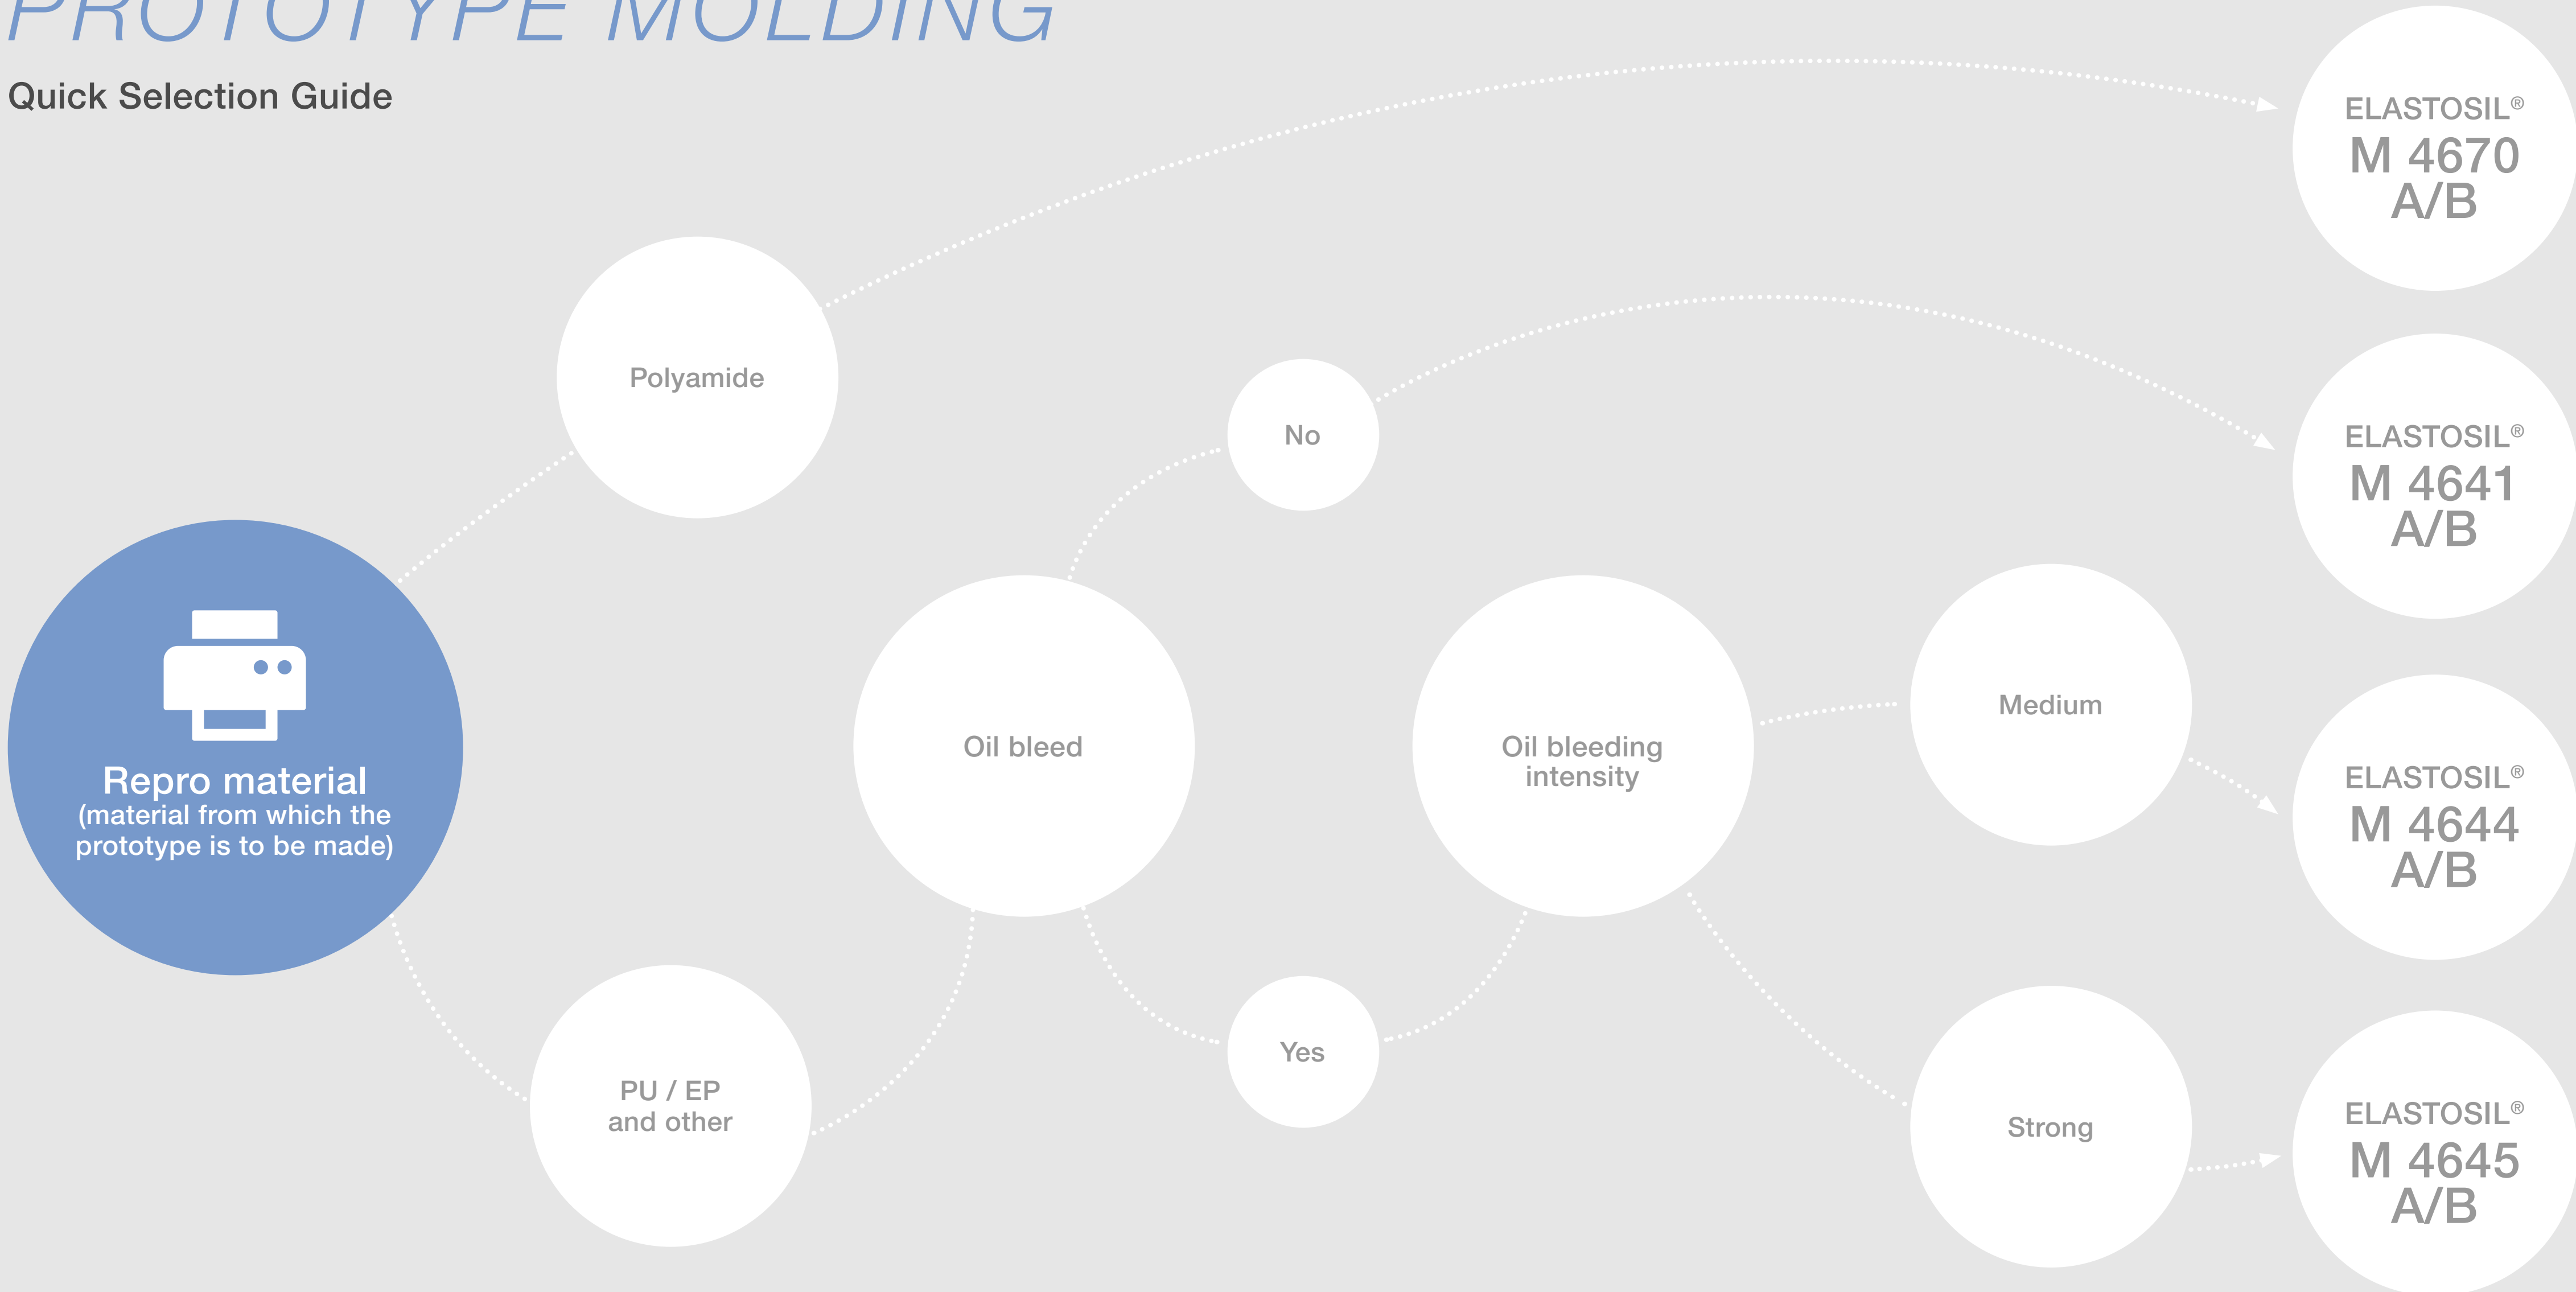 PROTOTYPE MOLDING
Quick Selection Guide
ELASTOSIL®
M 4670
A/B
Polyamide
No
ELASTOSIL®
M 4641
A/B
Repro material
(material from which the
prototype is to be made)
Oil bleed
Oil bleeding
intensity
Medium
ELASTOSIL®
M 4644
A/B
PU / EP
and other
Yes
Strong
ELASTOSIL®
M 4645
A/B